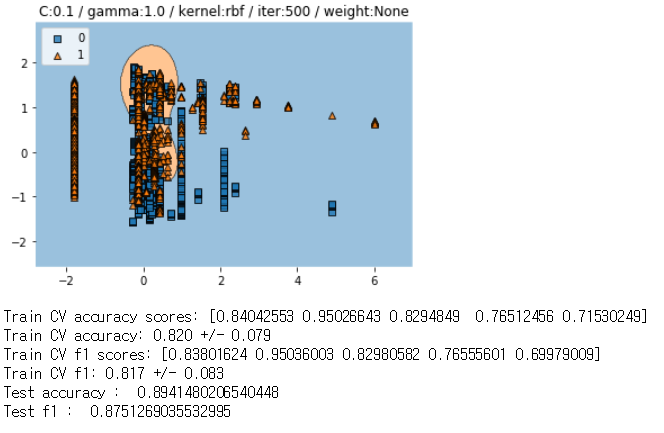 C:0.1 / gamma:1.0 / kernel:rbf / iter:500 / weight:None
0
1
2
1
0
−1
−2
−2 0 2 4 6
Train CV accuracy scores: [0.84042553 0.95026643 0.8294849 0.76512456 0.71530249]
Train CV accuracy: 0.820 +/- 0.079
Train CV f1 scores: [0.83801624 0.95036003 0.82980582 0.76555601 0.69979009]
Train CV f1: 0.817 +/- 0.083
Test accuracy : 0.8941480206540448
Test f1 : 0.8751269035532995